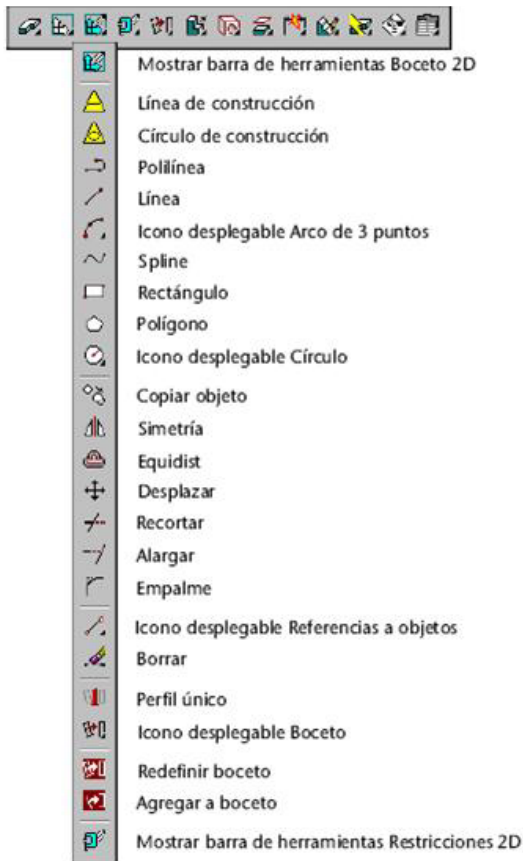 Mostrar barra de herramientas Boceto 2D
Línea de construcción
Círculo de construcción
Polilínea
Línea
Icono desplegable Arco de 3 puntos
Spline
Rectángulo
Polígono
Icono desplegable Círculo
Copiar objeto
Simetría
Equidist
Desplazar
Recortar
Alargar
Empalme
Icono desplegable Referencias a objetos
Borrar
Perfil único
Icono desplegable Boceto
Redefinir boceto
Agregar a boceto
Mostrar barra de herramientas Restricciones 2D